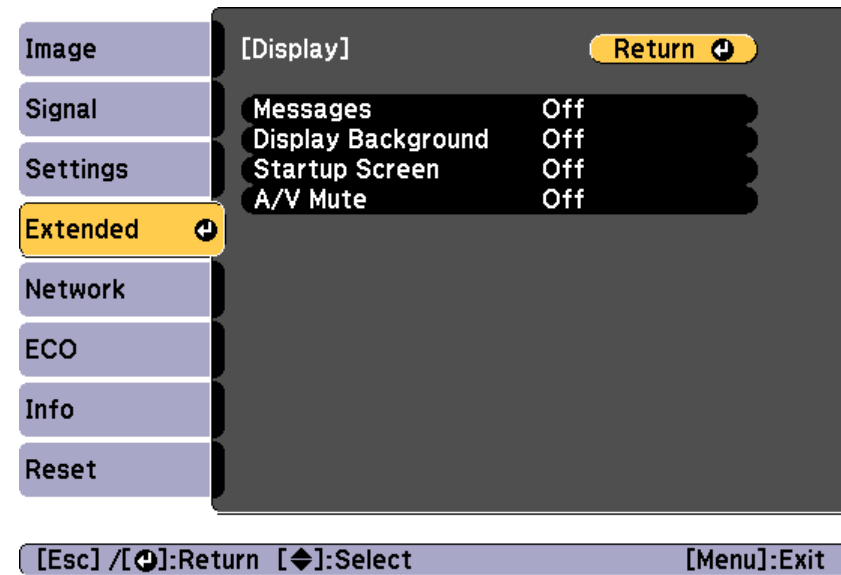 Image
Signal
Settings
Extended
Network
ECO
Info
Reset
[Display]
Return
Messages Off
Display Background Off
Startup Screen Off
A/V Mute Off
[Esc] /[ ]:Return [ ]:Select [Menu]:Exit